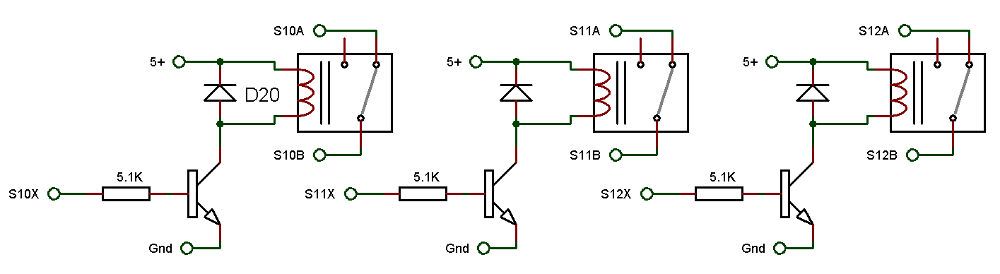 S10A
S11A
S12A
5+
5+
5+
D20
S10B
S11B
S12B
5.1K
5.1K
5.1K
S10X
S11X
S12X
Gnd
Gnd
Gnd